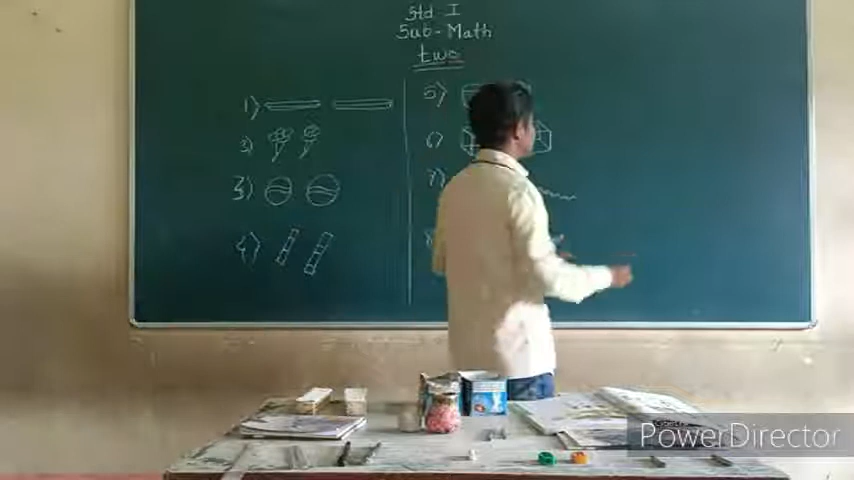 Std - I
Sub - Math
two
1)
2)
3)
4)
5)
6)
7)
PowerDirector